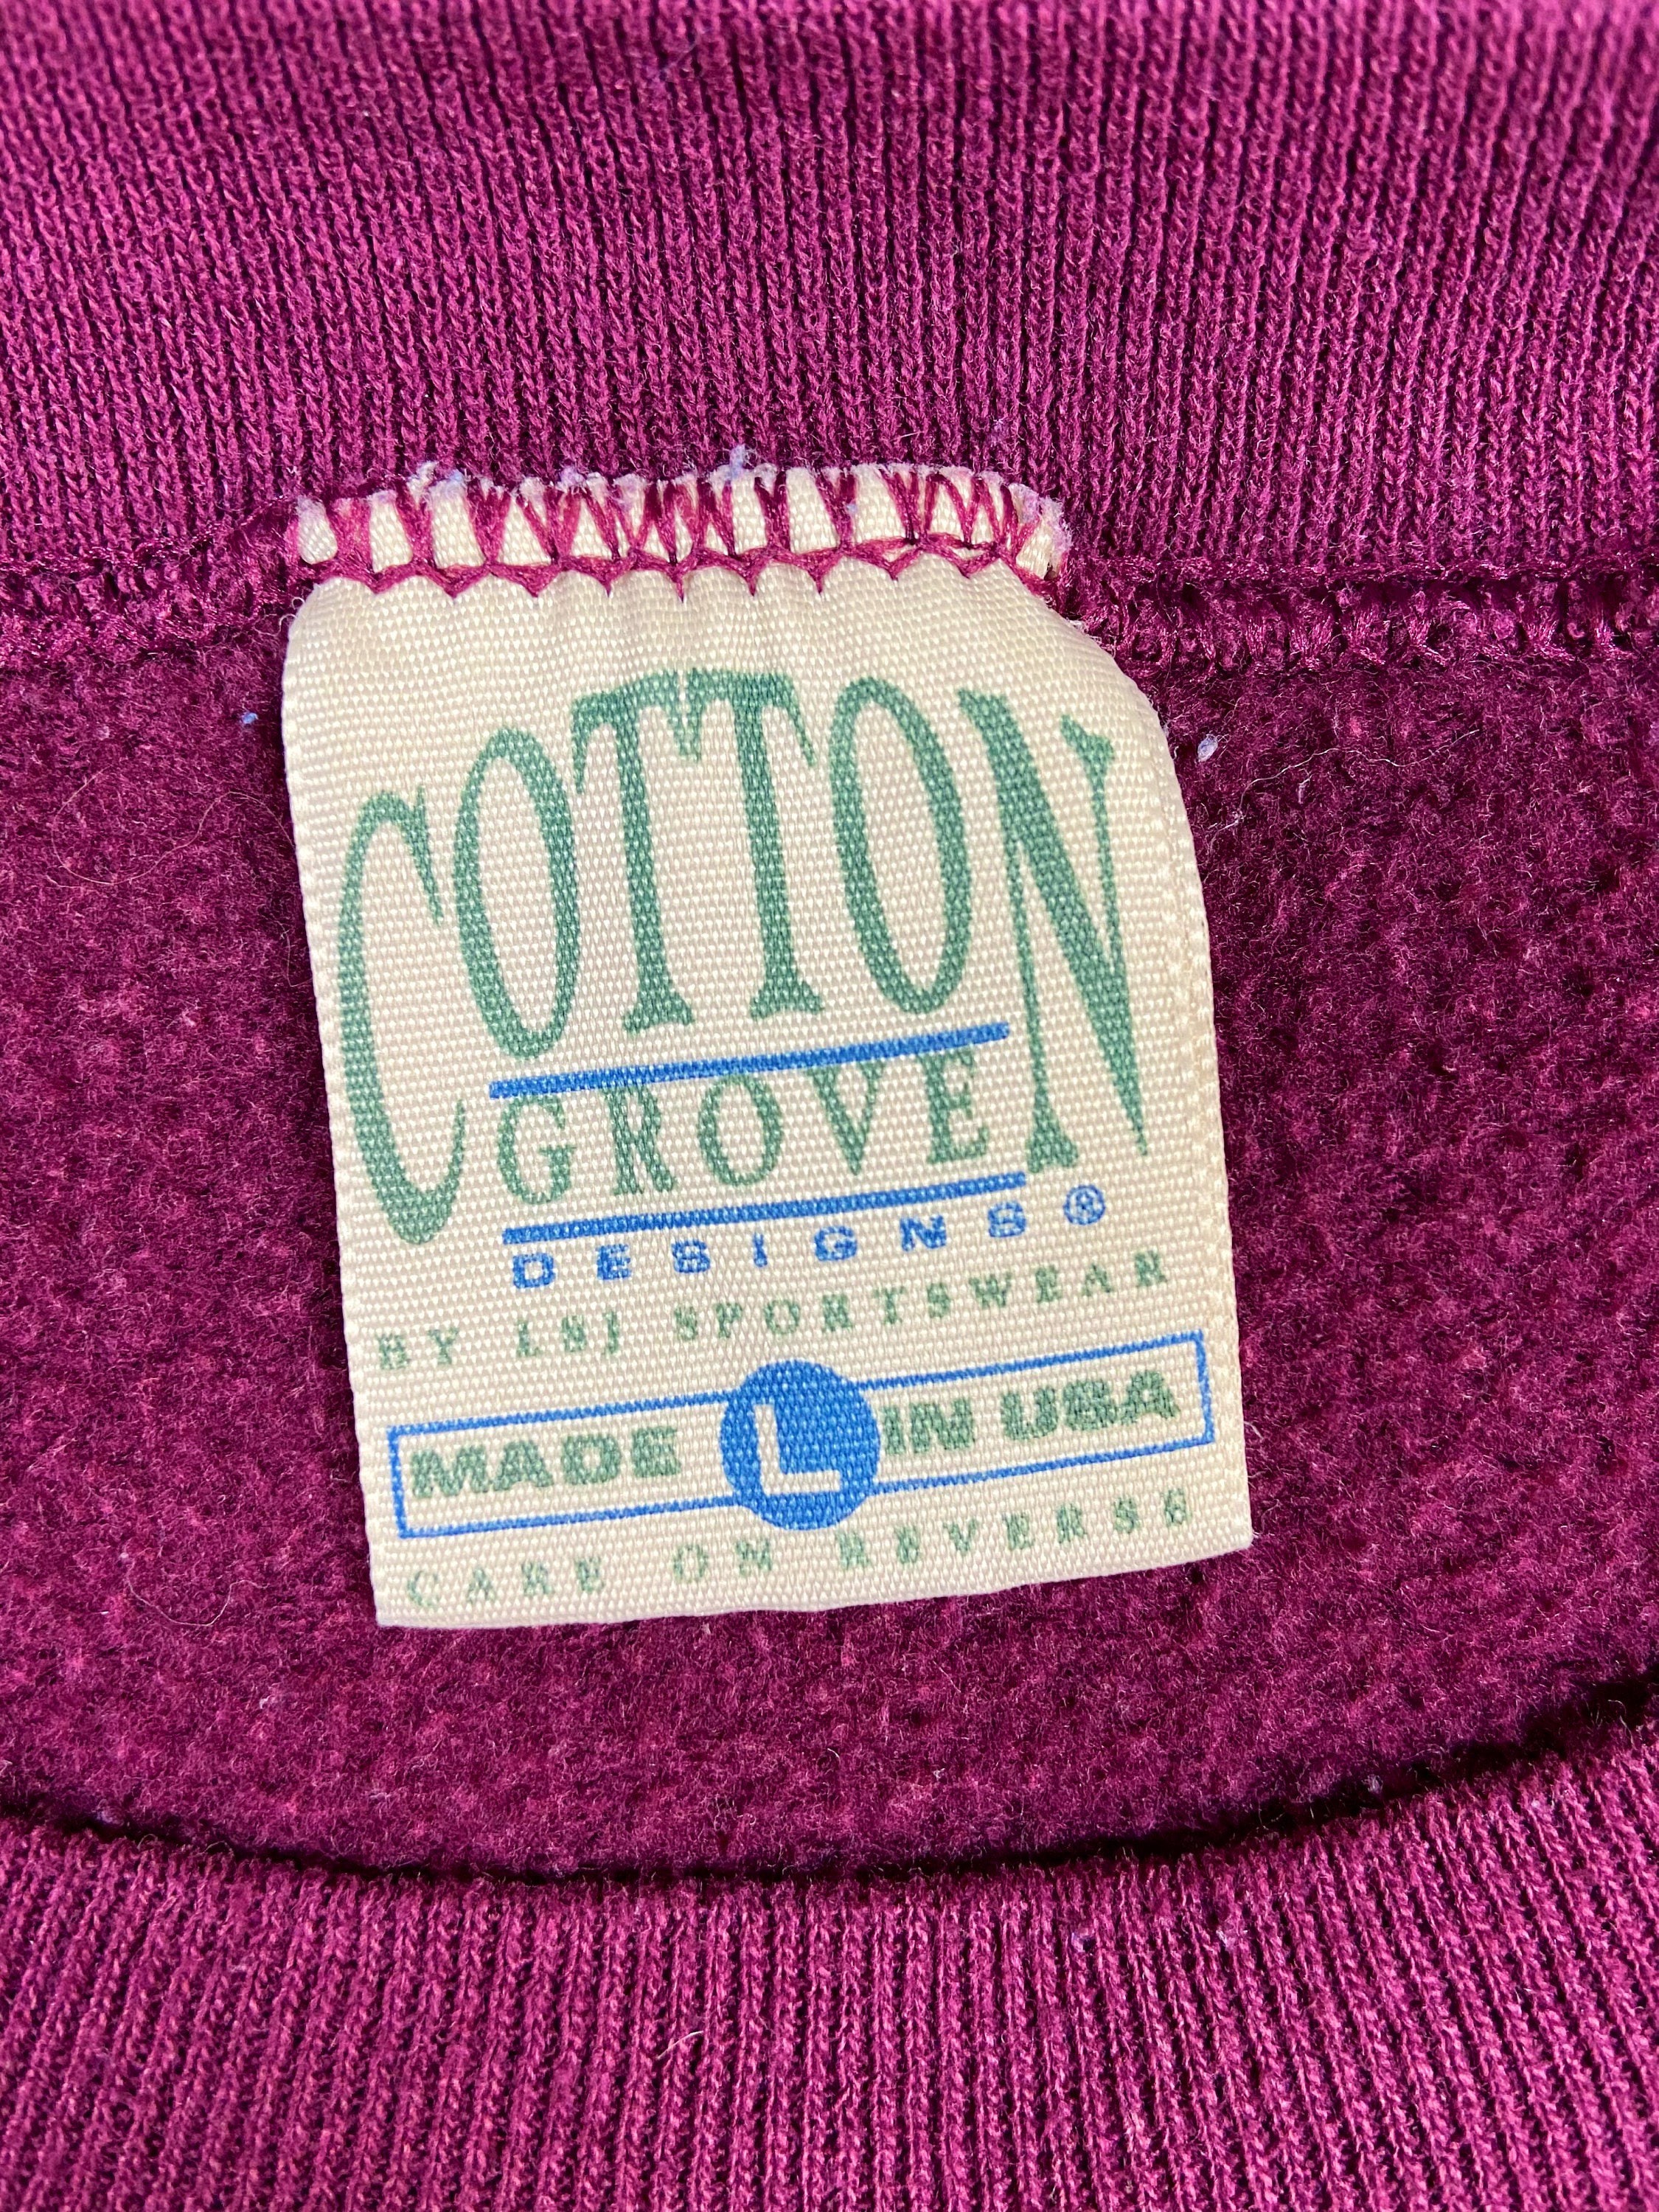 COTTON
GROVE
DESIGNS®
BY LSJ SPORTSWEAR
MADE L IN USA
CARE ON REVERSE